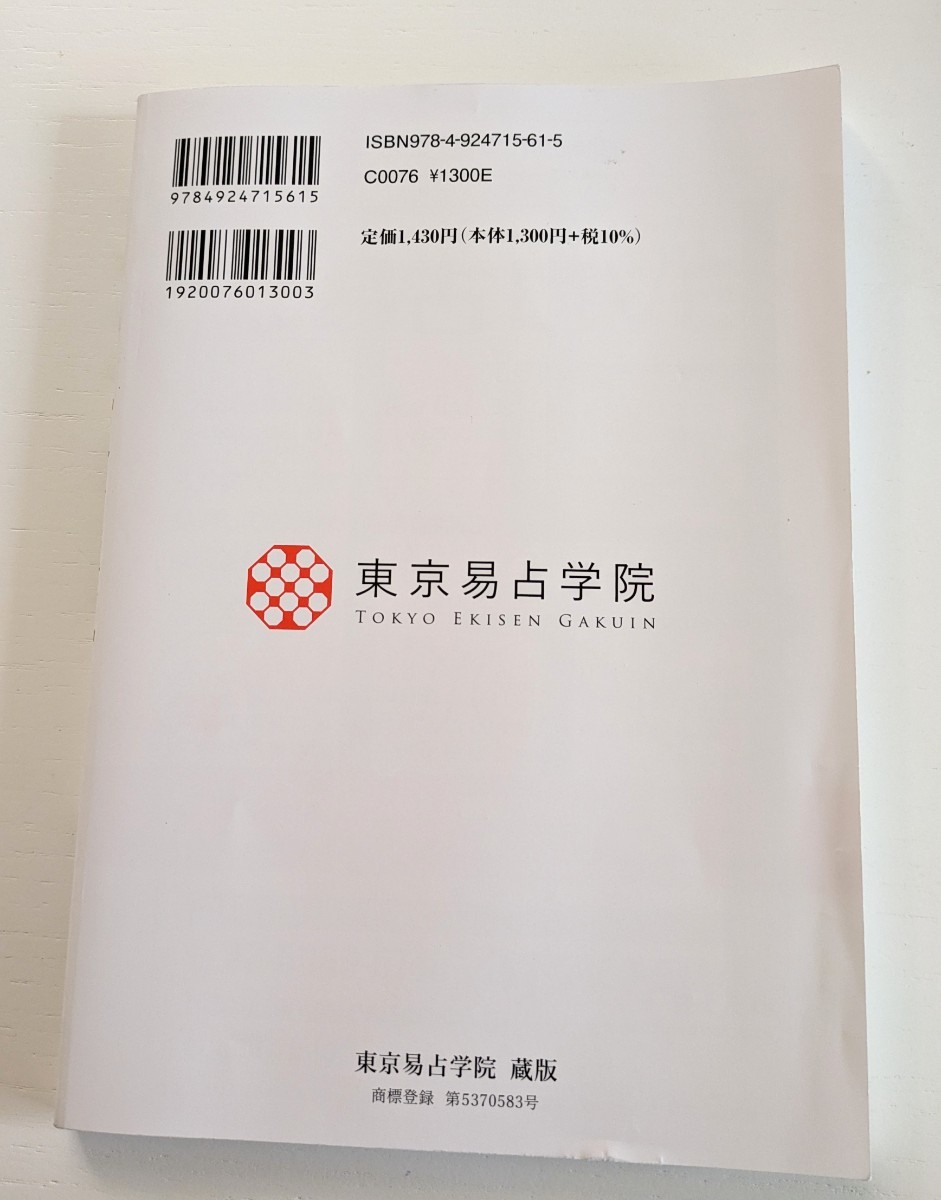 ISBN978-4-924715-61-5
9784924715615
C0076 ¥1300E
定価1,430円(本体1,300円+税10%)
1920076013003
東京易占学院
TOKYO EKISEN GAKUIN
東京易占学院 蔵版
商標登録 第5370583号